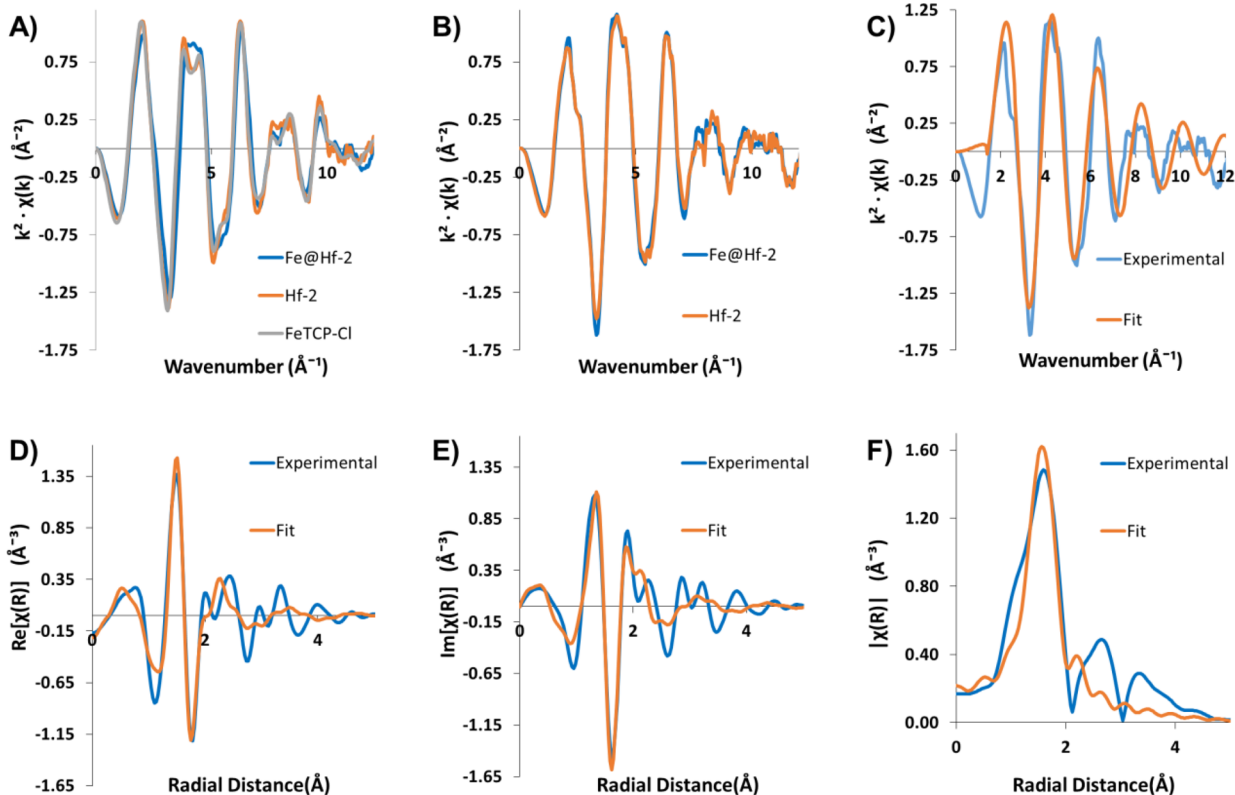 A)
k² · χ(k) (Å⁻²)
0.75
0.25
-0.25
-0.75
-1.25
-1.75
0
5
10
Fe@Hf-2
Hf-2
FeTCP-Cl
Wavenumber (Å⁻¹)
B)
k² · χ(k) (Å⁻²)
0.75
0.25
-0.25
-0.75
-1.25
-1.75
0
5
10
Fe@Hf-2
Hf-2
Wavenumber (Å⁻¹)
C)
k² · χ(k) (Å⁻²)
1.25
0.75
0.25
-0.25
-0.75
-1.25
-1.75
0 2 4 6 8 10 12
Experimental
Fit
Wavenumber (Å⁻¹)
D)
Re[χ(R)] (Å⁻³)
1.35
0.85
0.35
-0.15
-0.65
-1.15
-1.65
0 2 4
Experimental
Fit
Radial Distance(Å)
E)
Im[χ(R)] (Å⁻³)
1.35
0.85
0.35
-0.15
-0.65
-1.15
-1.65
0 2 4
Experimental
Fit
Radial Distance(Å)
F)
|χ(R)| (Å⁻³)
1.60
1.20
1.60
0.40
0.00
0 2 4
Experimental
Fit
Radial Distance(Å)